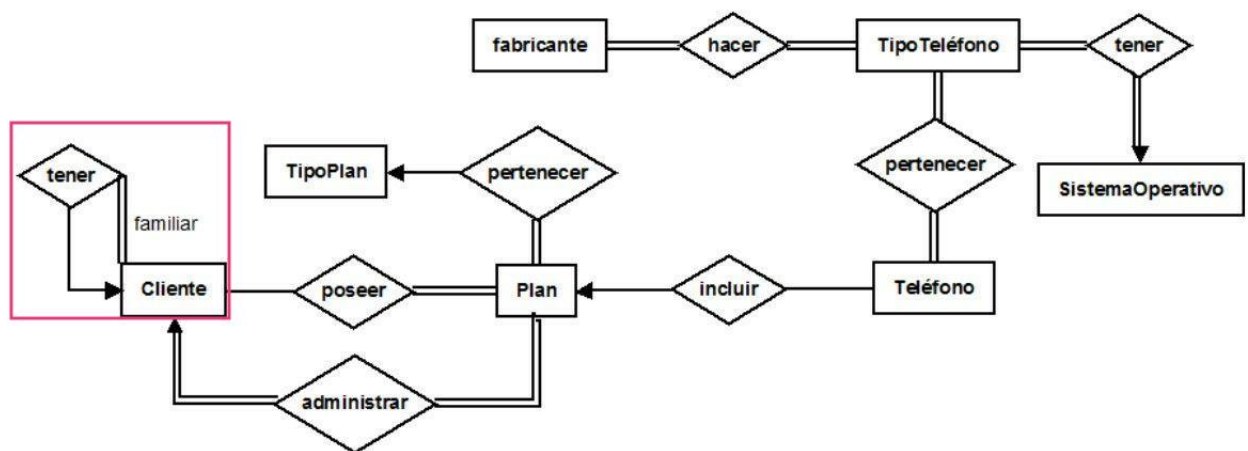 fabricante
hacer
TipoTeléfono
tener
tener
TipoPlan
pertenecer
pertenecer
SistemaOperativo
familiar
Cliente
poseer
Plan
incluir
Teléfono
administrar